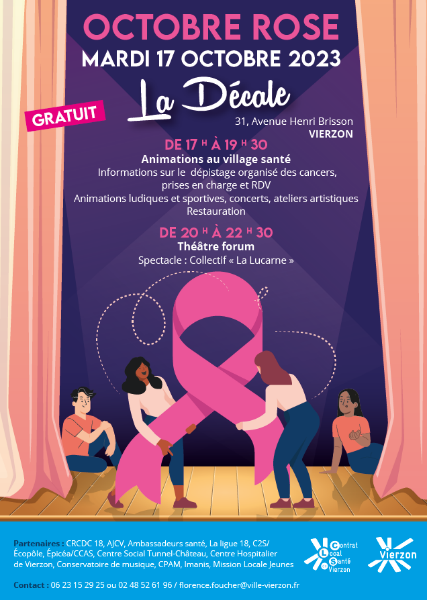 OCTOBRE ROSE
MARDI 17 OCTOBRE 2023
La Décale
GRATUIT
31, Avenue Henri Brisson
VIERZON
DE 17 H À 19 H 30
Animations au village santé
Informations sur le dépistage organisé des cancers,
prises en charge et RDV
Animations ludiques et sportives, concerts, ateliers artistiques
Restauration
DE 20 H À 22 H 30
Théâtre forum
Spectacle : Collectif « La Lucarne »
Partenaires : CRCDC 18, AJCV, Ambassadeurs santé, La ligue 18, C2S/
Écopôle, Épicéa/CCAS, Centre Social Tunnel-Château, Centre Hospitalier
de Vierzon, Conservatoire de musique, CPAM, Imanis, Mission Locale Jeunes
Contact : 06 23 15 29 25 ou 02 48 52 61 96 / florence.foucher@ville-vierzon.fr
Contrat
Local
Santé
Vierzon
Vierzon